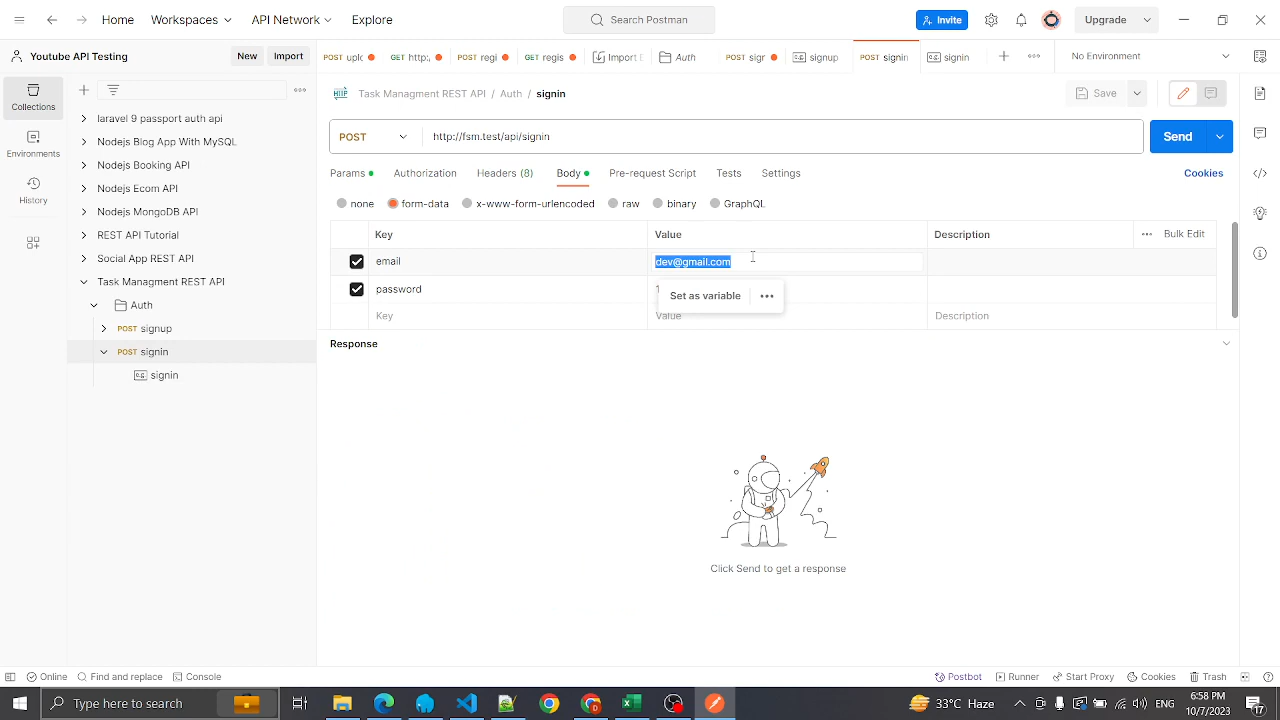 Home Workspaces API Network Explore Search Postman Invite Upgrade
Youtube API Testing New Import POST uplc GET http:, POST regi GET regis Import D Auth POST sigr signup POST signin signin No Environment
Collections
Environments
History
laravel 9 passport auth api
Nodejs Blog App With MySQL
Nodejs Booking API
Nodejs Ecom API
Nodejs MongoDB API
REST API Tutorial
Social App REST API
Task Managment REST API
Auth
POST signup
POST signin
signin
HTTP Task Managment REST API / Auth / signin Save
POST http://fsm.test/api/signin Send
Params Authorization Headers (8) Body Pre-request Script Tests Settings Cookies
none form-data x-www-form-urlencoded raw binary GraphQL
Key Value Description Bulk Edit
email dev@gmail.com
password
Set as variable
Key Value Description
Response
Click Send to get a response
Online Find and replace Console Postbot Runner Start Proxy Cookies Trash
Type here to search 33°C Haze ENG 6:58 PM
10/7/2023